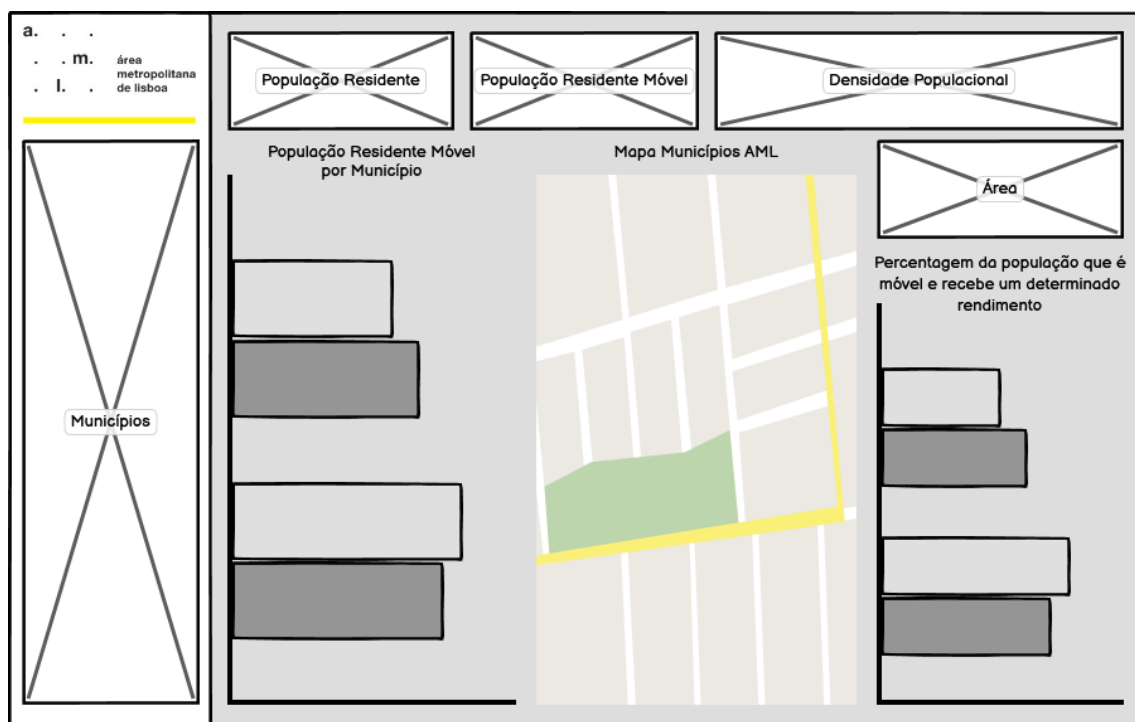 a. . .
. . m.
. l. .
área
metropolitana
de lisboa
População Residente
População Residente Móvel
Densidade Populacional
População Residente Móvel
por Município
Mapa Municípios AML
Área
Percentagem da população que é
móvel e recebe um determinado
rendimento
Municípios